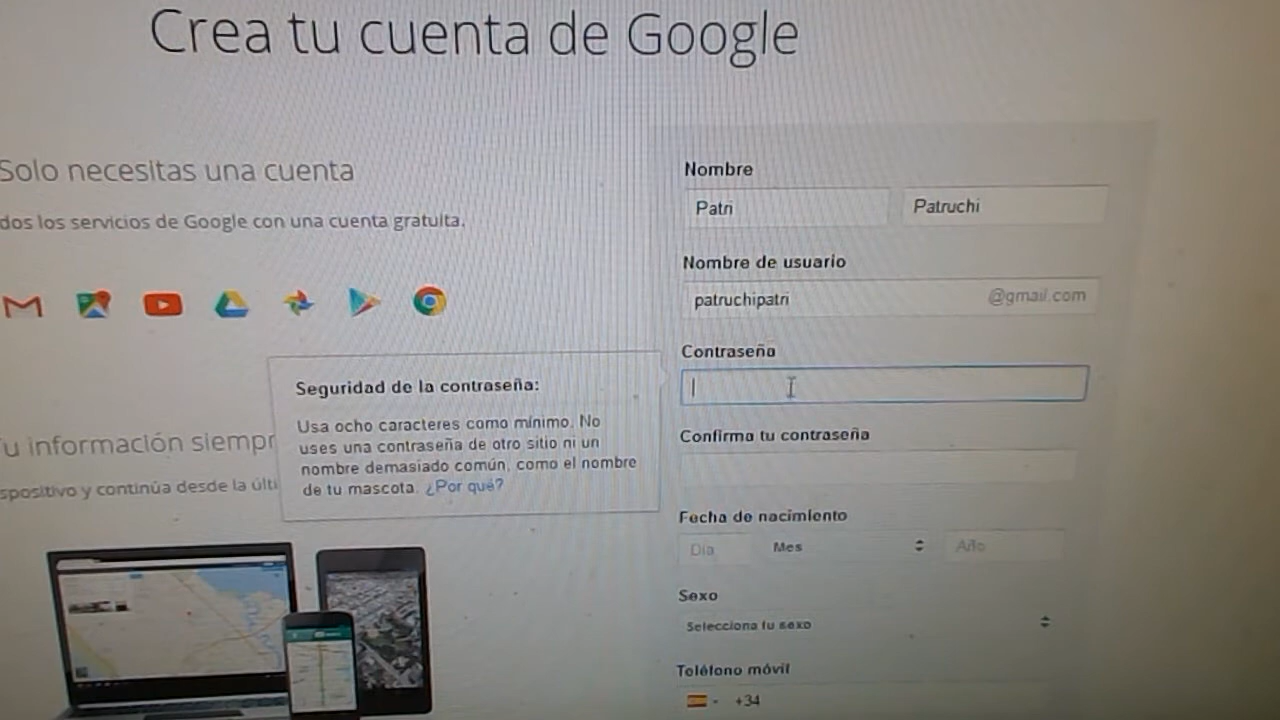 Crea tu cuenta de Google
Solo necesitas una cuenta
dos los servicios de Google con una cuenta gratuita.
Seguridad de la contraseña:
Usa ocho caracteres como mínimo. No
uses una contraseña de otro sitio ni un
nombre demasiado común, como el nombre
de tu mascota. ¿Por qué?
u información siempr
spositivo y continúa desde la últi
Nombre
Patri Patruchi
Nombre de usuario
patruchipatri @gmail.com
Contraseña
Confirma tu contraseña
Fecha de nacimiento
Día Mes Año
Sexo
Selecciona tu sexo
Teléfono móvil
+34